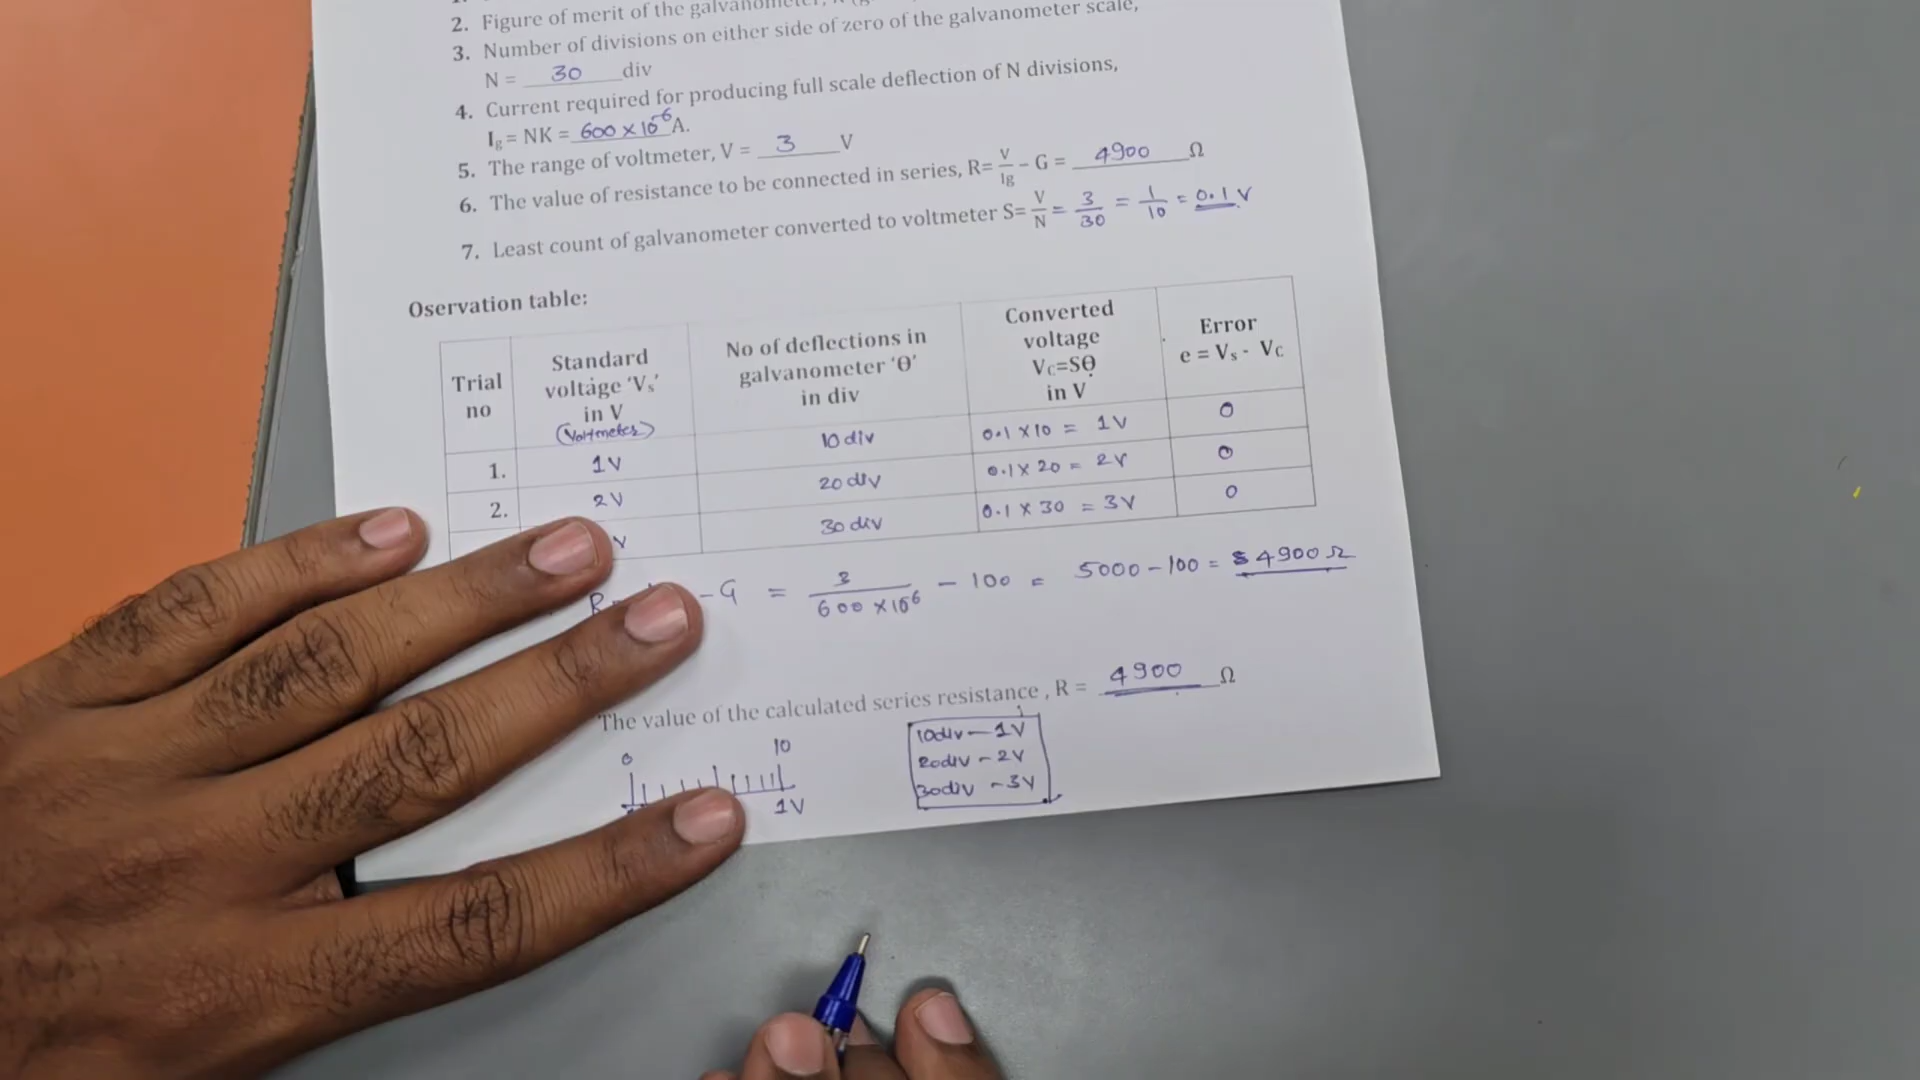 2. Figure of merit of the galvanometer,
3. Number of divisions on either side of zero of the galvanometer scale,
N = 30 div
4. Current required for producing full scale deflection of N divisions,
Ig = NK = 600 × 10⁻⁶ A.
5. The range of voltmeter, V = 3 V
6. The value of resistance to be connected in series, R= V/Ig - G = 4900 Ω
7. Least count of galvanometer converted to voltmeter S= V/N = 3/30 = 1/10 = 0.1 V
Oservation table:
Trial no
Standard voltage 'Vs' in V (Voltmeter)
No of deflections in galvanometer 'Θ' in div
Converted voltage VC=SΘ in V
Error e = Vs - VC
1. 1V 10 div 0.1 × 10 = 1V 0
2. 2V 20 div 0.1 × 20 = 2V 0
V 30 div 0.1 × 30 = 3V 0
R - G = 3/600 × 10⁻⁶ - 100 = 5000 - 100 = 4900 Ω
The value of the calculated series resistance , R = 4900 Ω
0 10
1V
10div — 1V
20div - 2V
30div - 3V